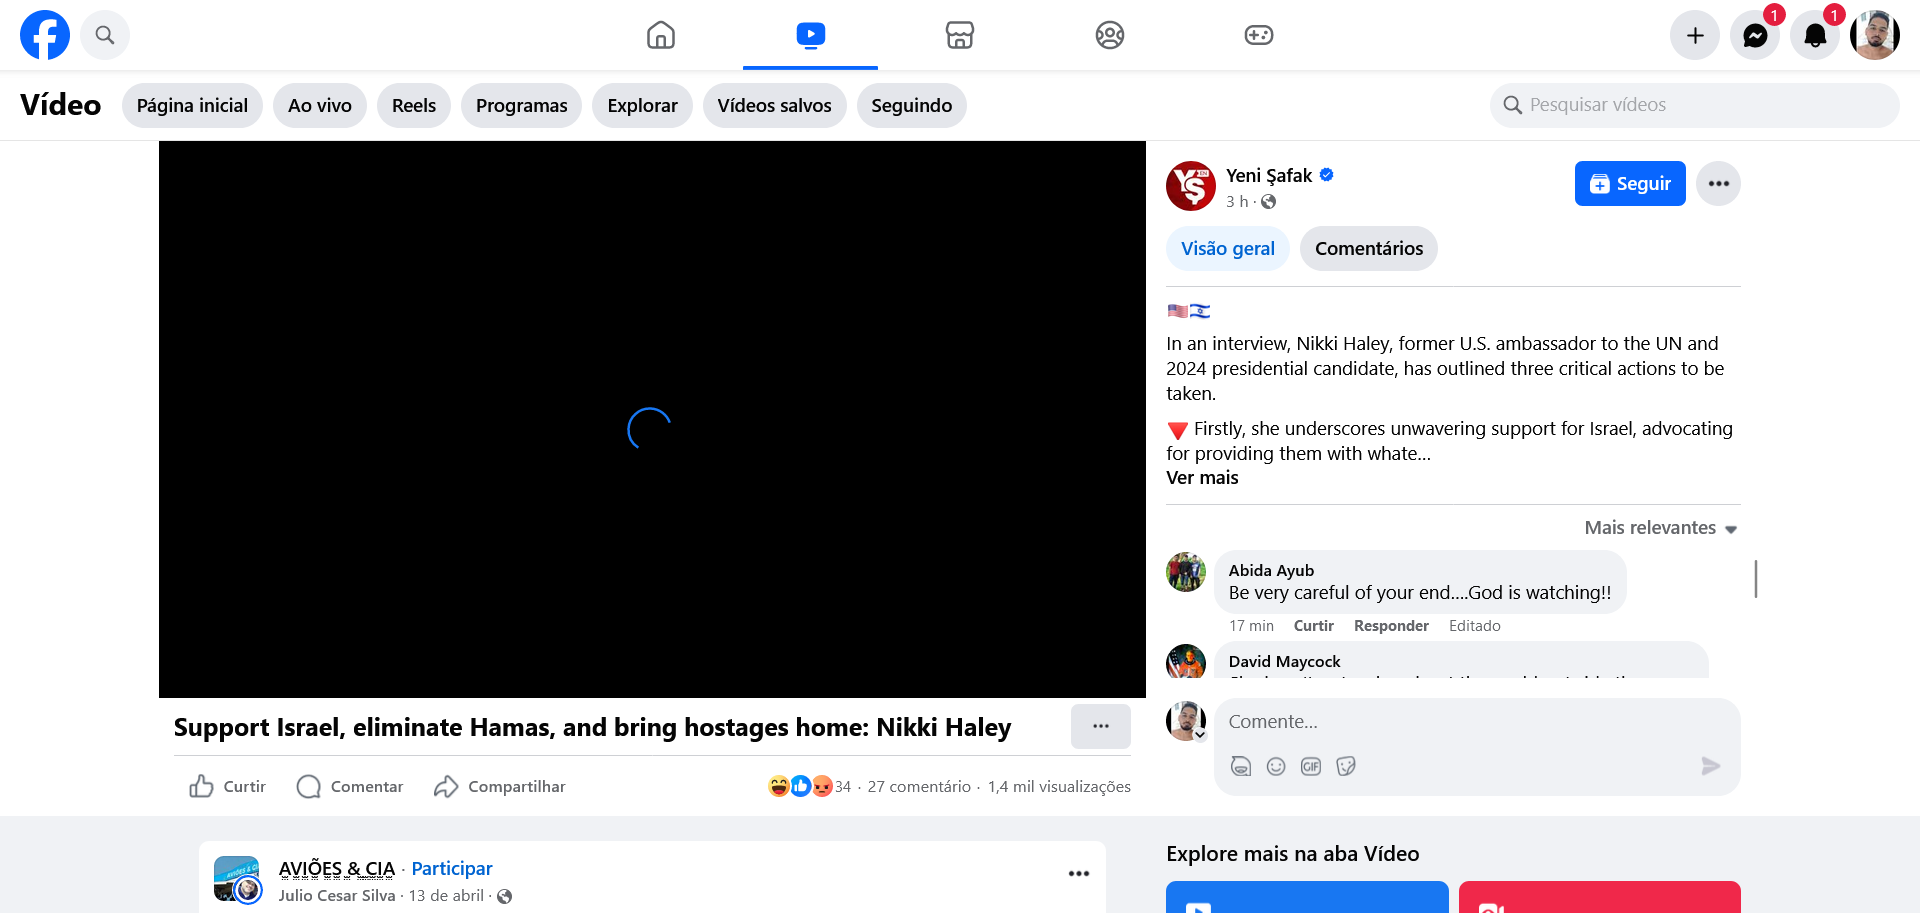 1
1
Vídeo
Página inicial
Ao vivo
Reels
Programas
Explorar
Vídeos salvos
Seguindo
Pesquisar vídeos
Yeni Şafak
3 h ·
Seguir
Visão geral
Comentários
In an interview, Nikki Haley, former U.S. ambassador to the UN and
2024 presidential candidate, has outlined three critical actions to be
taken.
Firstly, she underscores unwavering support for Israel, advocating
for providing them with whate...
Ver mais
Mais relevantes
Abida Ayub
Be very careful of your end....God is watching!!
17 min Curtir Responder Editado
David Maycock
Comente...
GIF
Support Israel, eliminate Hamas, and bring hostages home: Nikki Haley
Curtir
Comentar
Compartilhar
34 · 27 comentário · 1,4 mil visualizações
AVIÕES & CIA · Participar
Julio Cesar Silva · 13 de abril ·
Explore mais na aba Vídeo